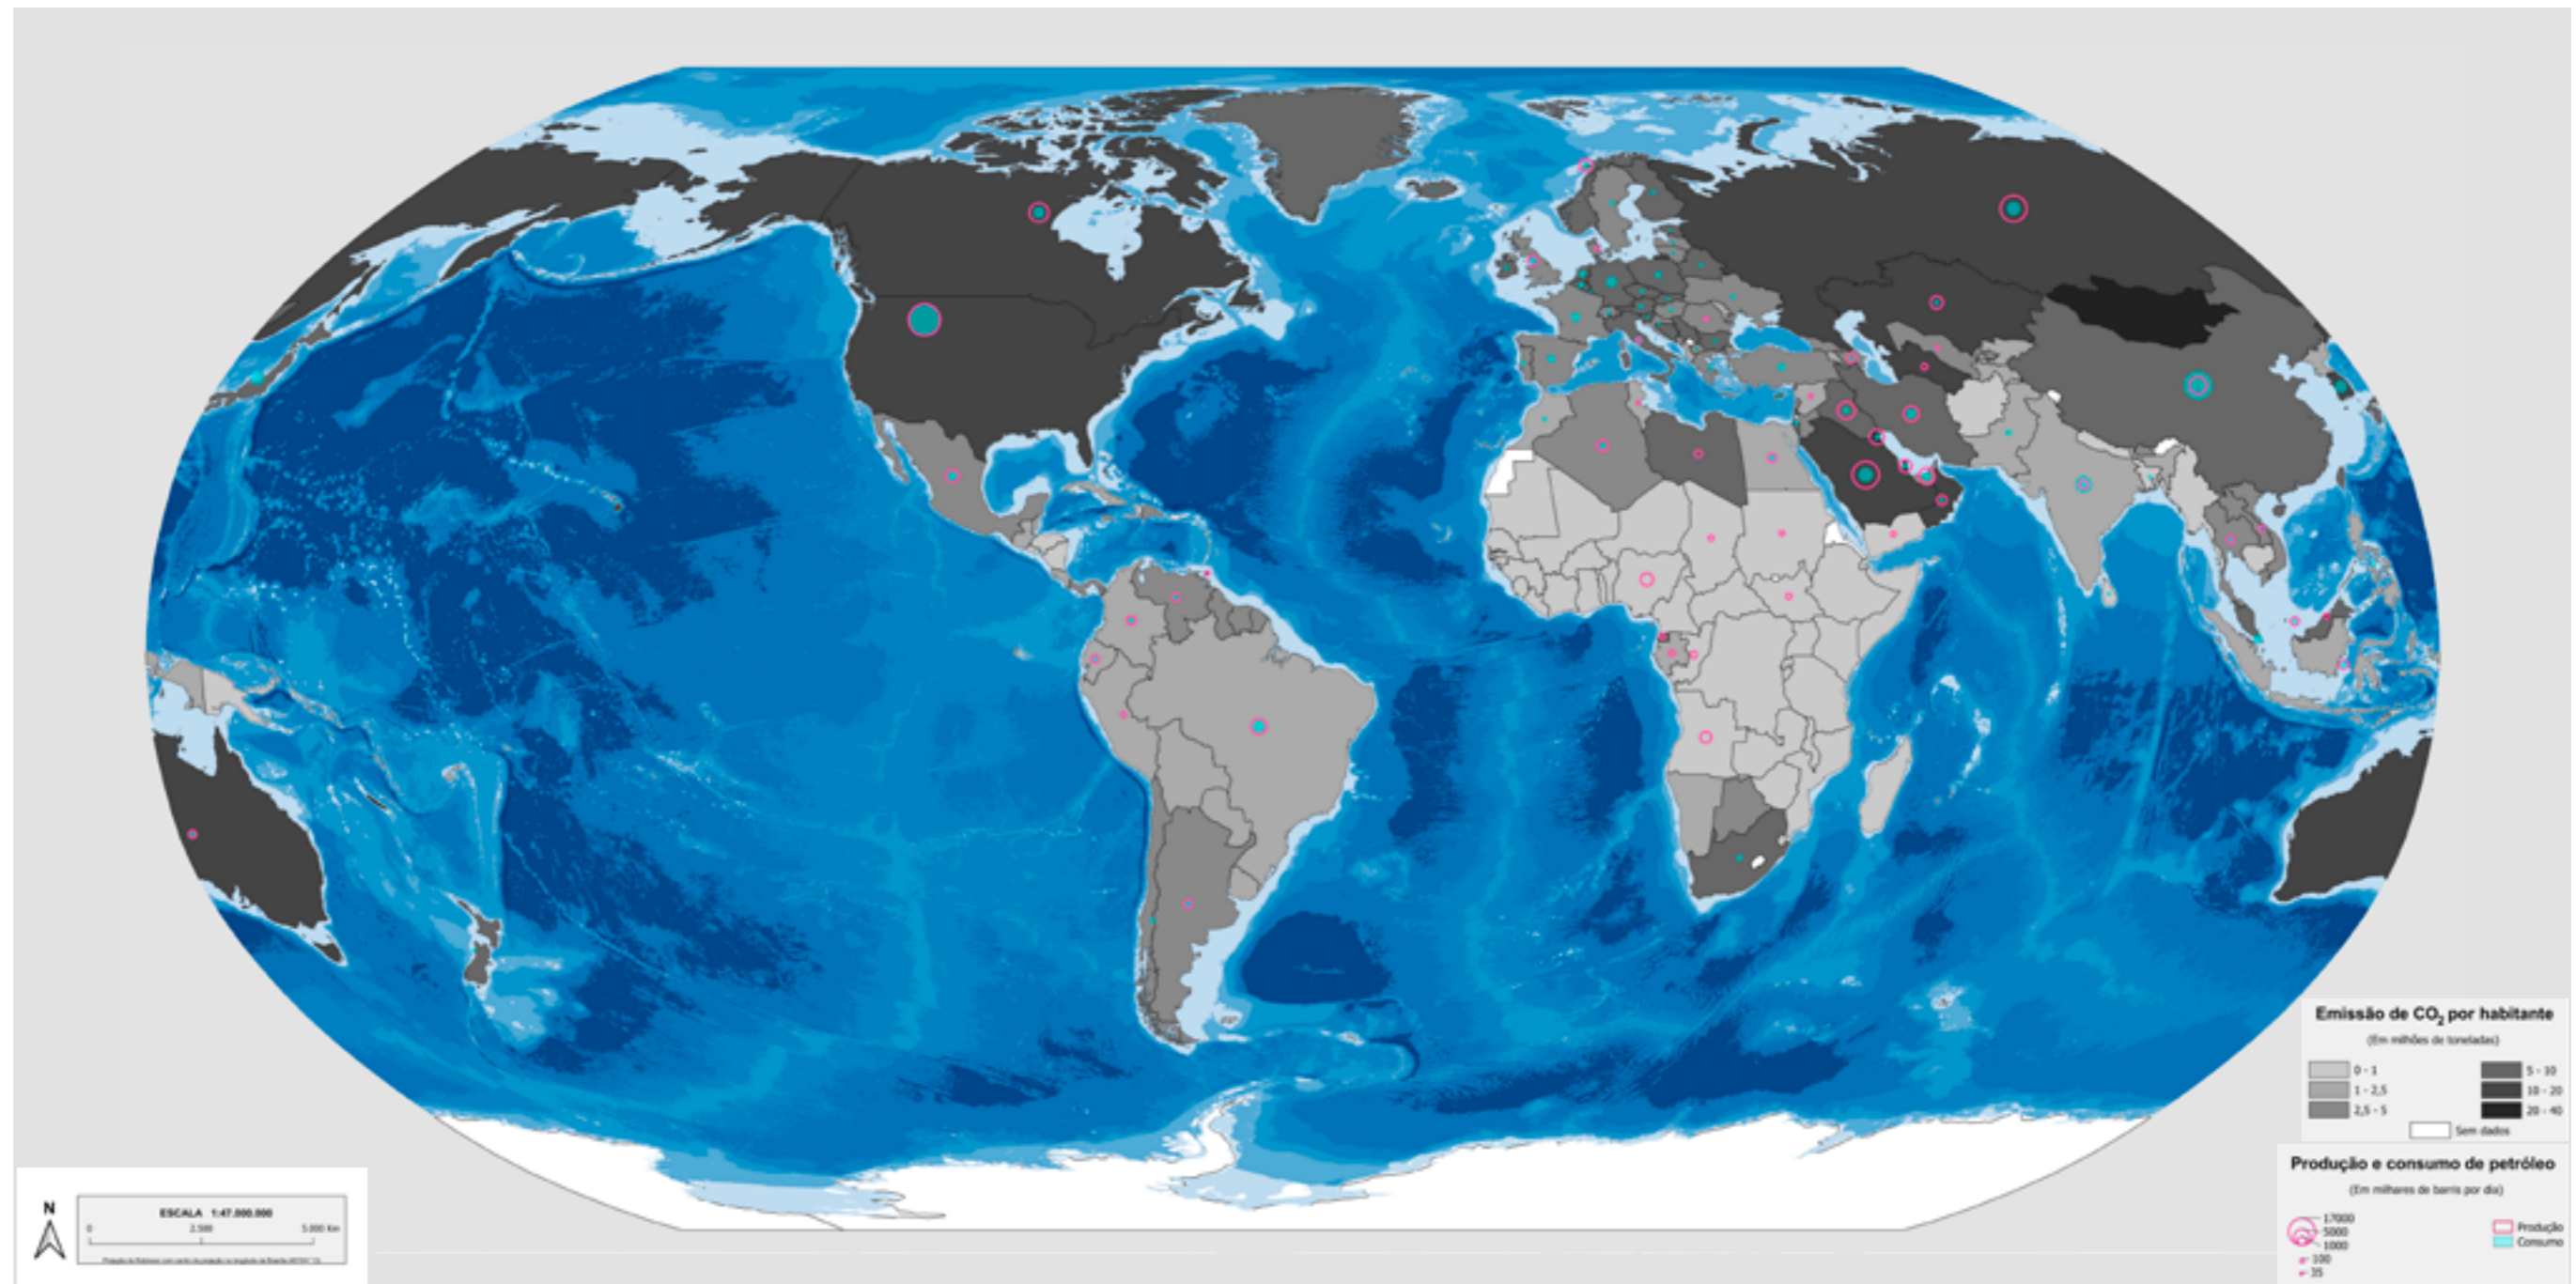 Emissão de CO2 por habitante
(Em milhões de toneladas)
0 - 1
1 - 2,5
2,5 - 5
5 - 10
10 - 20
20 - 40
Sem dados
Produção e consumo de petróleo
(Em milhares de barris por dia)
17000
5000
1000
100
35
Produção
Consumo
N
ESCALA 1:47.000.000
0 2.500 5.000 Km